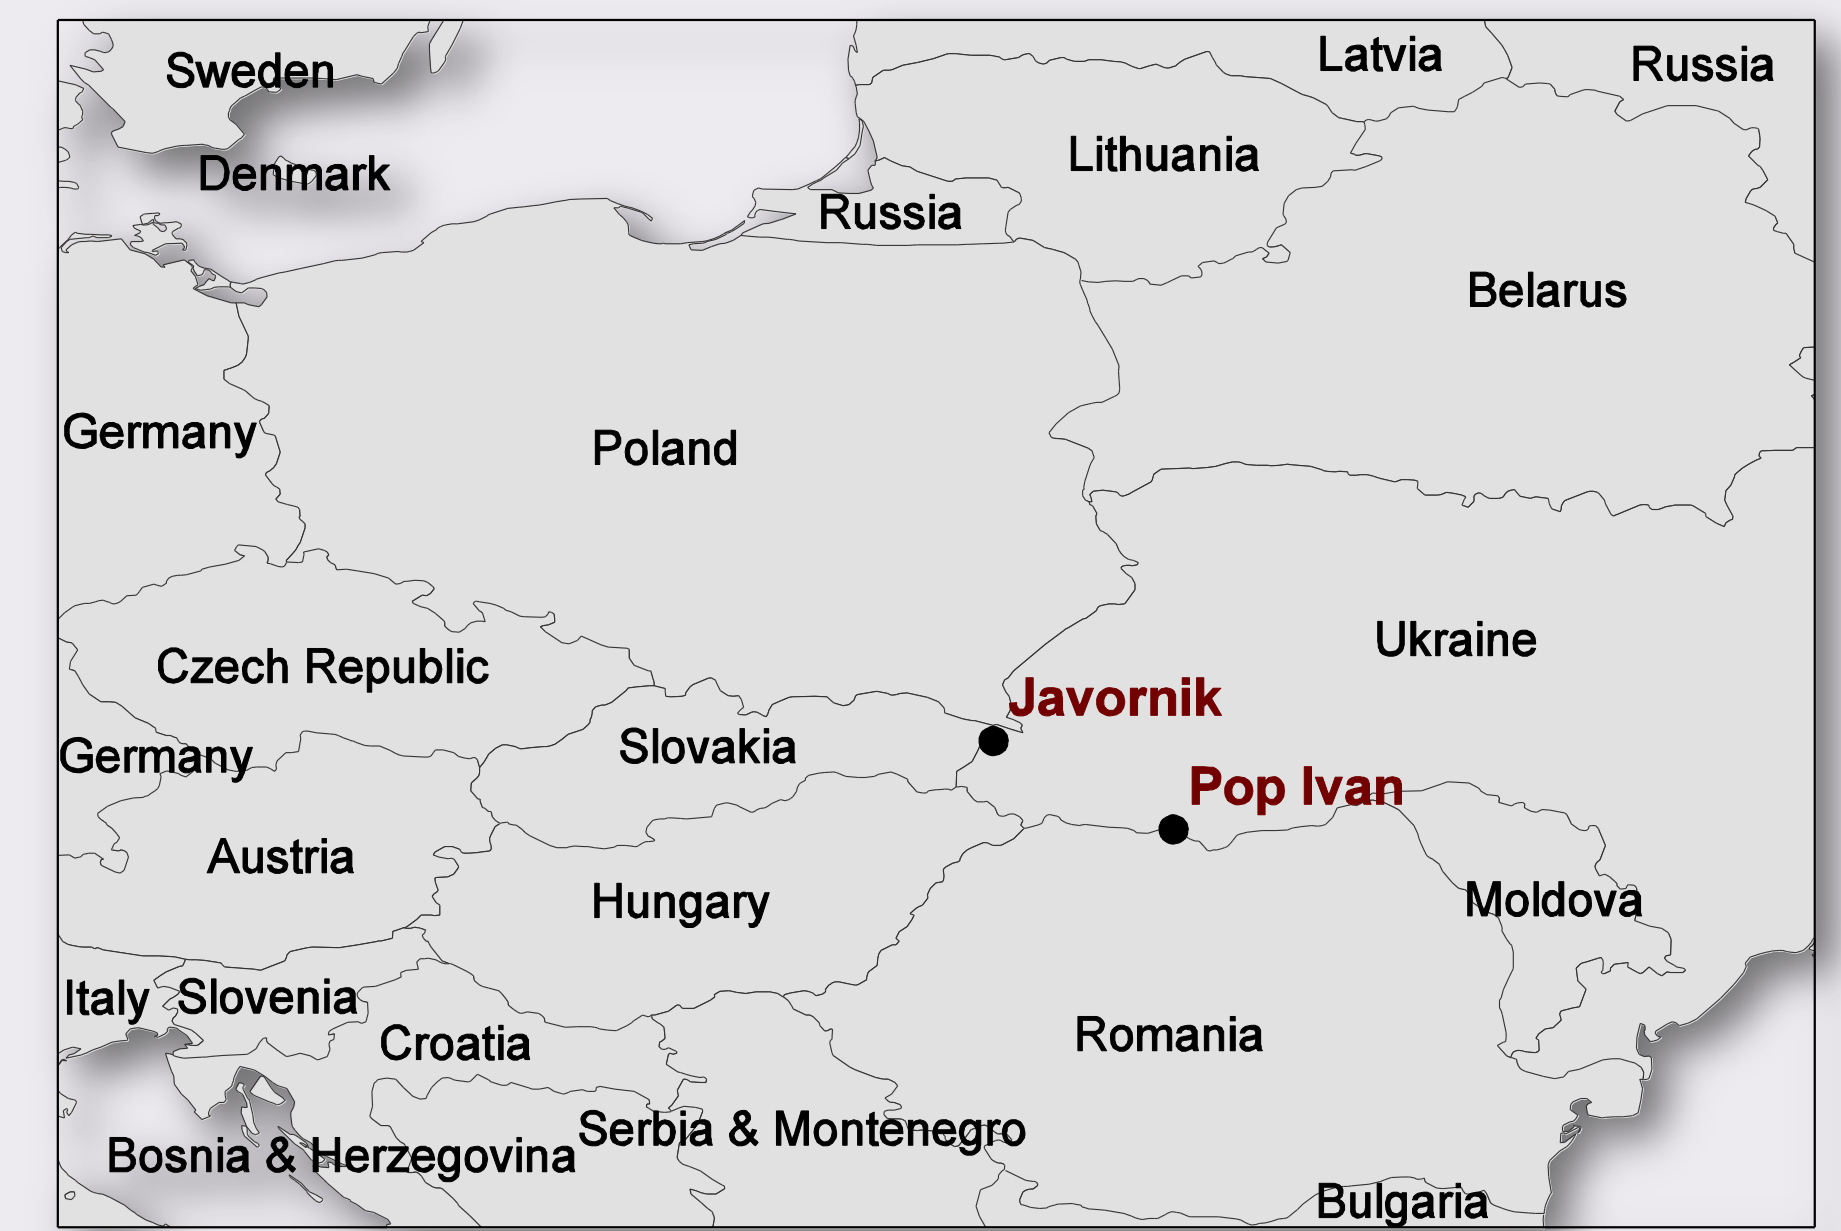 Latvia
Sweden
Russia
Lithuania
Denmark
Russia
Belarus
Germany
Poland
Ukraine
Czech Republic
Javornik
Slovakia
Germany
Pop Ivan
Austria
Hungary
Moldova
Italy
Slovenia
Romania
Croatia
Serbia & Montenegro
Bosnia & Herzegovina
Bulgaria